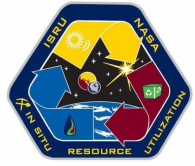 ISRU
NASA
IN SITU
RESOURCE
UTILIZATION